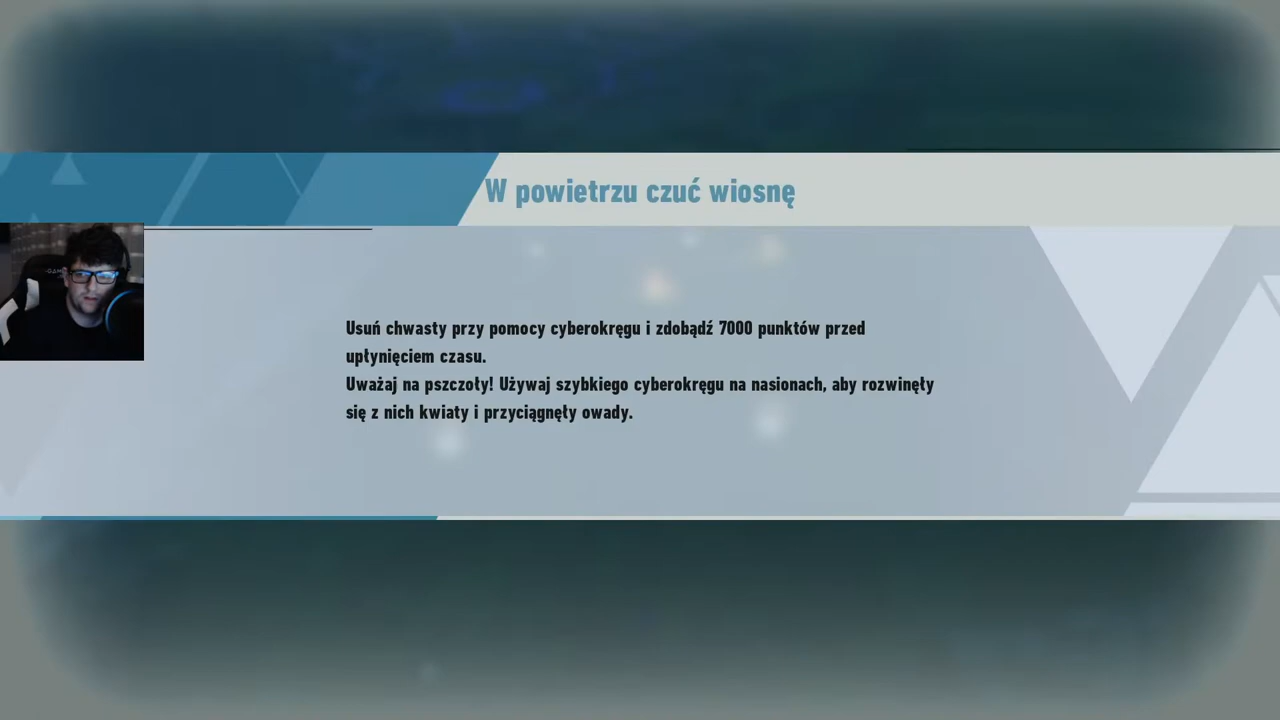 W powietrzu czuć wiosnę
Usuń chwasty przy pomocy cyberokręgu i zdobądź 7000 punktów przed
upłynięciem czasu.
Uważaj na pszczoły! Używaj szybkiego cyberokręgu na nasionach, aby rozwinęły
się z nich kwiaty i przyciągnęły owady.